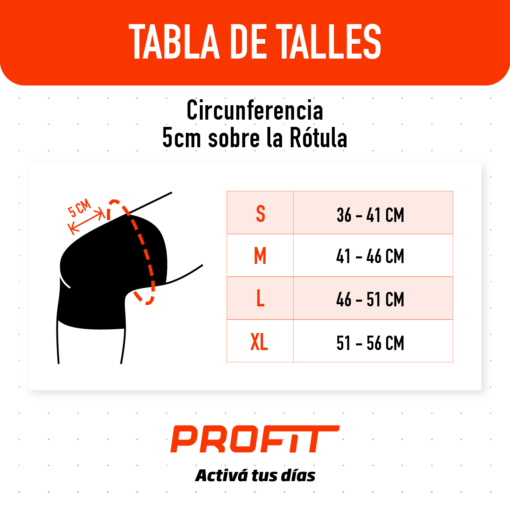 TABLA DE TALLES
Circunferencia
5cm sobre la Rótula
5 CM
S 36 - 41 CM
M 41 - 46 CM
L 46 - 51 CM
XL 51 - 56 CM
PROFIT
Activá tus días